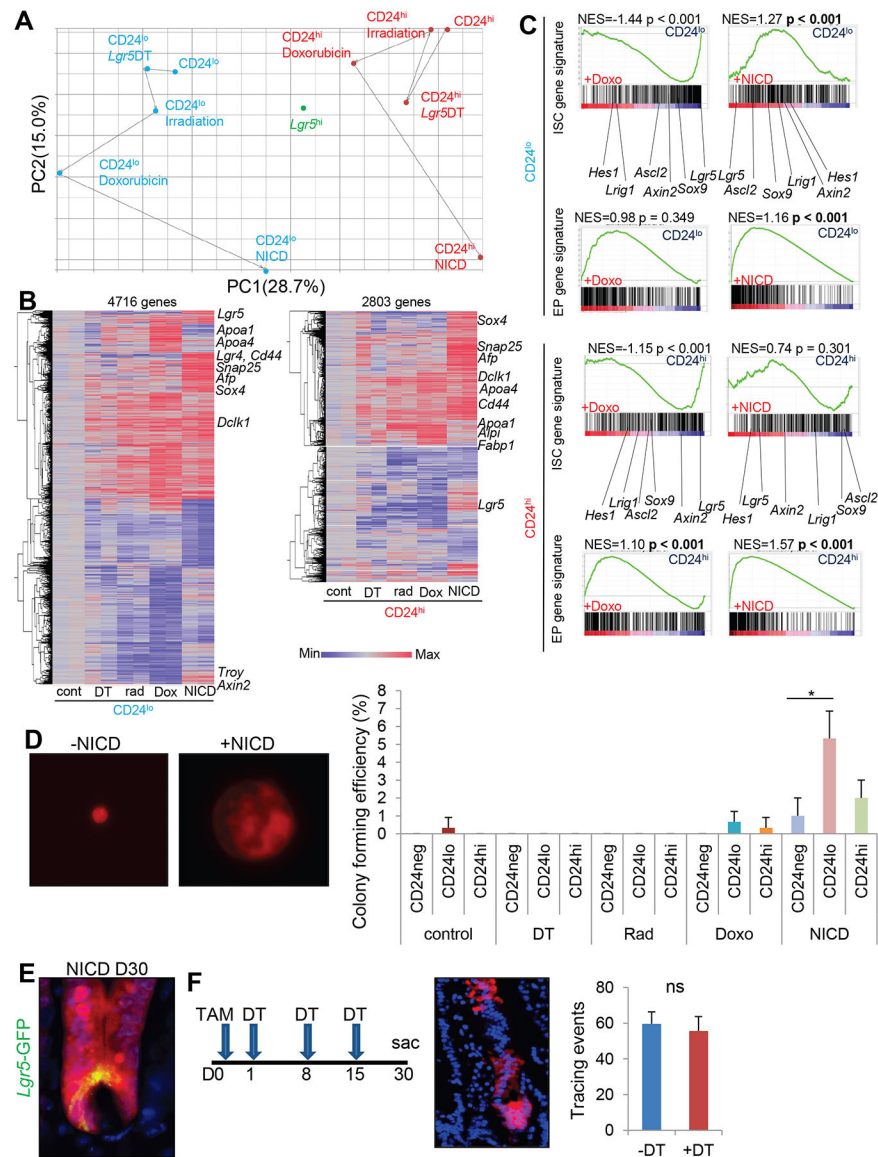 A
CD24hi
Irradiation
CD24hi
CD24hi
Doxorubicin
CD24lo
Lgr5DT
CD24lo
CD24lo
Irradiation
CD24hi
Lgr5DT
Lgr5hi
CD24lo
Doxorubicin
CD24lo
NICD
CD24hi
NICD
PC2(15.0%)
PC1(28.7%)
B
4716 genes
Lgr5
Apoa1
Apoa4
Lgr4, Cd44
Snap25
Afp
Sox4
Dclk1
Troy
Axin2
cont DT rad Dox NICD
CD24lo
2803 genes
Sox4
Snap25
Afp
Dclk1
Apoa4
Cd44
Apoa1
Alpi
Fabp1
Lgr5
cont DT rad Dox NICD
CD24hi
Min Max
C
CD24lo
ISC gene signature
NES=-1.44 p < 0.001
CD24lo
+Doxo
Hes1
Lrig1
Ascl2
Axin2
Sox9
Lgr5
NES=1.27 p < 0.001
CD24lo
+NICD
Lgr5
Ascl2
Sox9
Lrig1
Axin2
Hes1
EP gene signature
NES=0.98 p = 0.349
CD24lo
+Doxo
NES=1.16 p < 0.001
CD24lo
+NICD
CD24hi
ISC gene signature
NES=-1.15 p < 0.001
CD24hi
+Doxo
Hes1
Lrig1
Ascl2
Sox9
Axin2
Lgr5
NES=0.74 p = 0.301
CD24hi
+NICD
Hes1
Lgr5
Axin2
Lrig1
Sox9
Ascl2
EP gene signature
NES=1.10 p < 0.001
CD24hi
+Doxo
NES=1.57 p < 0.001
CD24hi
+NICD
D
-NICD
+NICD
Colony forming efficiency (%)
8
7
6
5
4
3
2
1
0
*
CD24neg CD24lo CD24hi CD24neg CD24lo CD24hi CD24neg CD24lo CD24hi CD24neg CD24lo CD24hi CD24neg CD24lo CD24hi
control DT Rad Doxo NICD
E
NICD D30
Lgr5-GFP
F
TAM DT DT DT
sac
D0 1 8 15 30
Tracing events
ns
80
60
40
20
0
-DT +DT